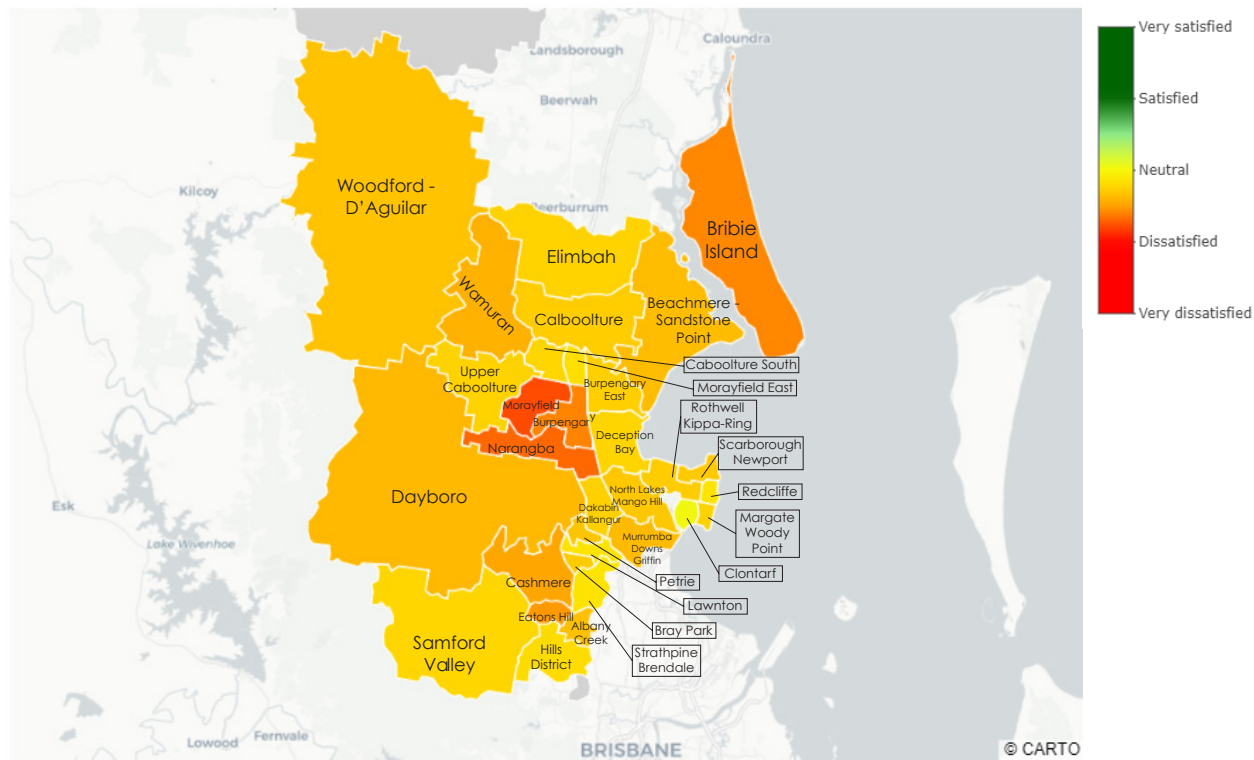 Landsborough
Caloundra
Beerwah
Kilcoy
Beerburrum
Woodford -
D'Aguilar
Bribie
Island
Elimbah
Wamuran
Calboolture
Beachmere -
Sandstone
Point
Caboolture South
Morayfield East
Upper
Caboolture
Burpengary
East
Morayfield
Burpengary
Rothwell
Kippa-Ring
Narangba
Deception
Bay
Scarborough
Newport
Dayboro
North Lakes
Mango Hill
Redcliffe
Esk
Dakabin
Kallangur
Margate
Woody
Point
Lake Wivenhoe
Murrumba
Downs
Griffin
Clontarf
Cashmere
Petrie
Lawnton
Eatons Hill
Albany
Creek
Bray Park
Samford
Valley
Hills
District
Strathpine
Brendale
Lowood
Fernvale
BRISBANE
© CARTO
Very satisfied
Satisfied
Neutral
Dissatisfied
Very dissatisfied